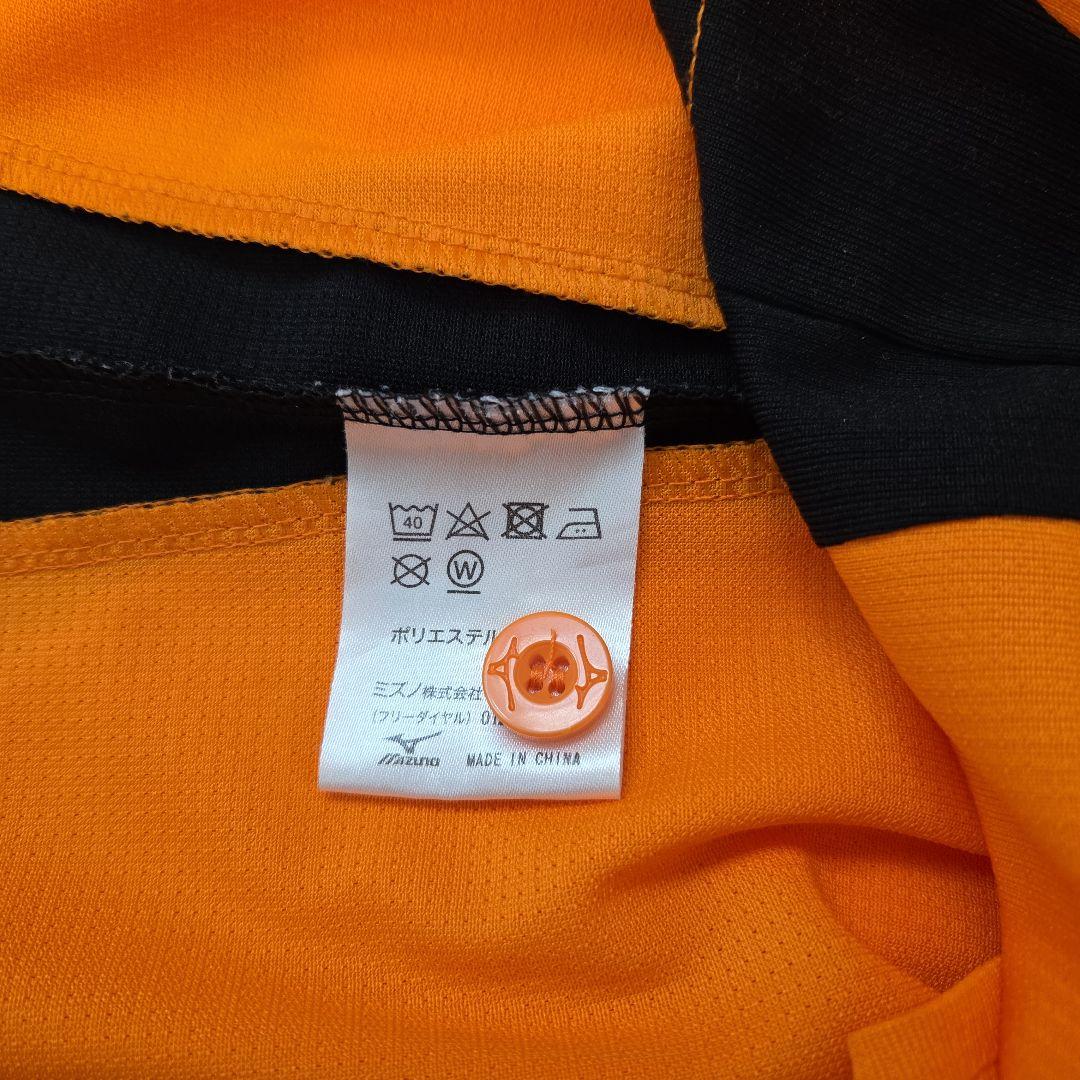 40
W
ポリエステル
ミズノ株式会社
(フリーダイヤル) 01
Mizuno MADE IN CHINA